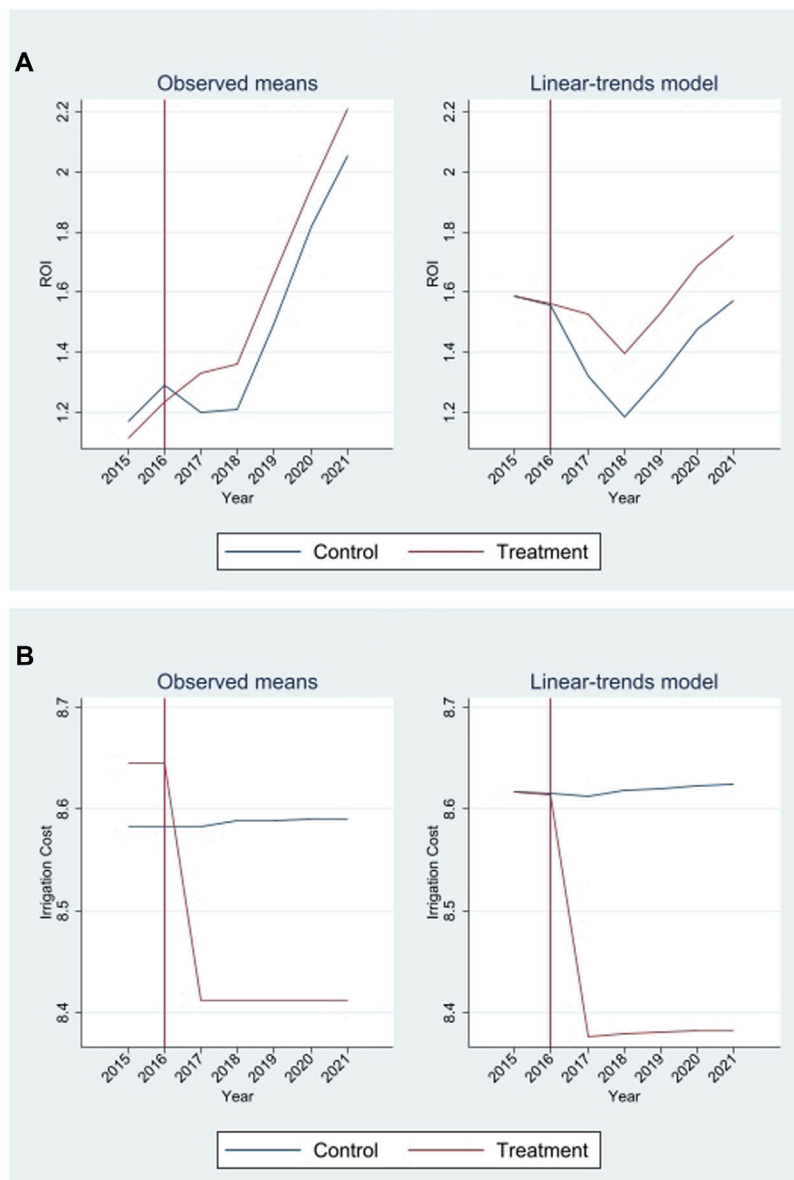 A
Observed means
Linear-trends model
ROI
2.2
2
1.8
1.6
1.4
1.2
2015
2016
2017
2018
2019
2020
2021
Year
ROI
2.2
2
1.8
1.6
1.4
1.2
2015
2016
2017
2018
2019
2020
2021
Year
Control
Treatment
B
Observed means
Linear-trends model
Irrigation Cost
8.7
8.6
8.5
8.4
2015
2016
2017
2018
2019
2020
2021
Year
Irrigation Cost
8.7
8.6
8.5
8.4
2015
2016
2017
2018
2019
2020
2021
Year
Control
Treatment